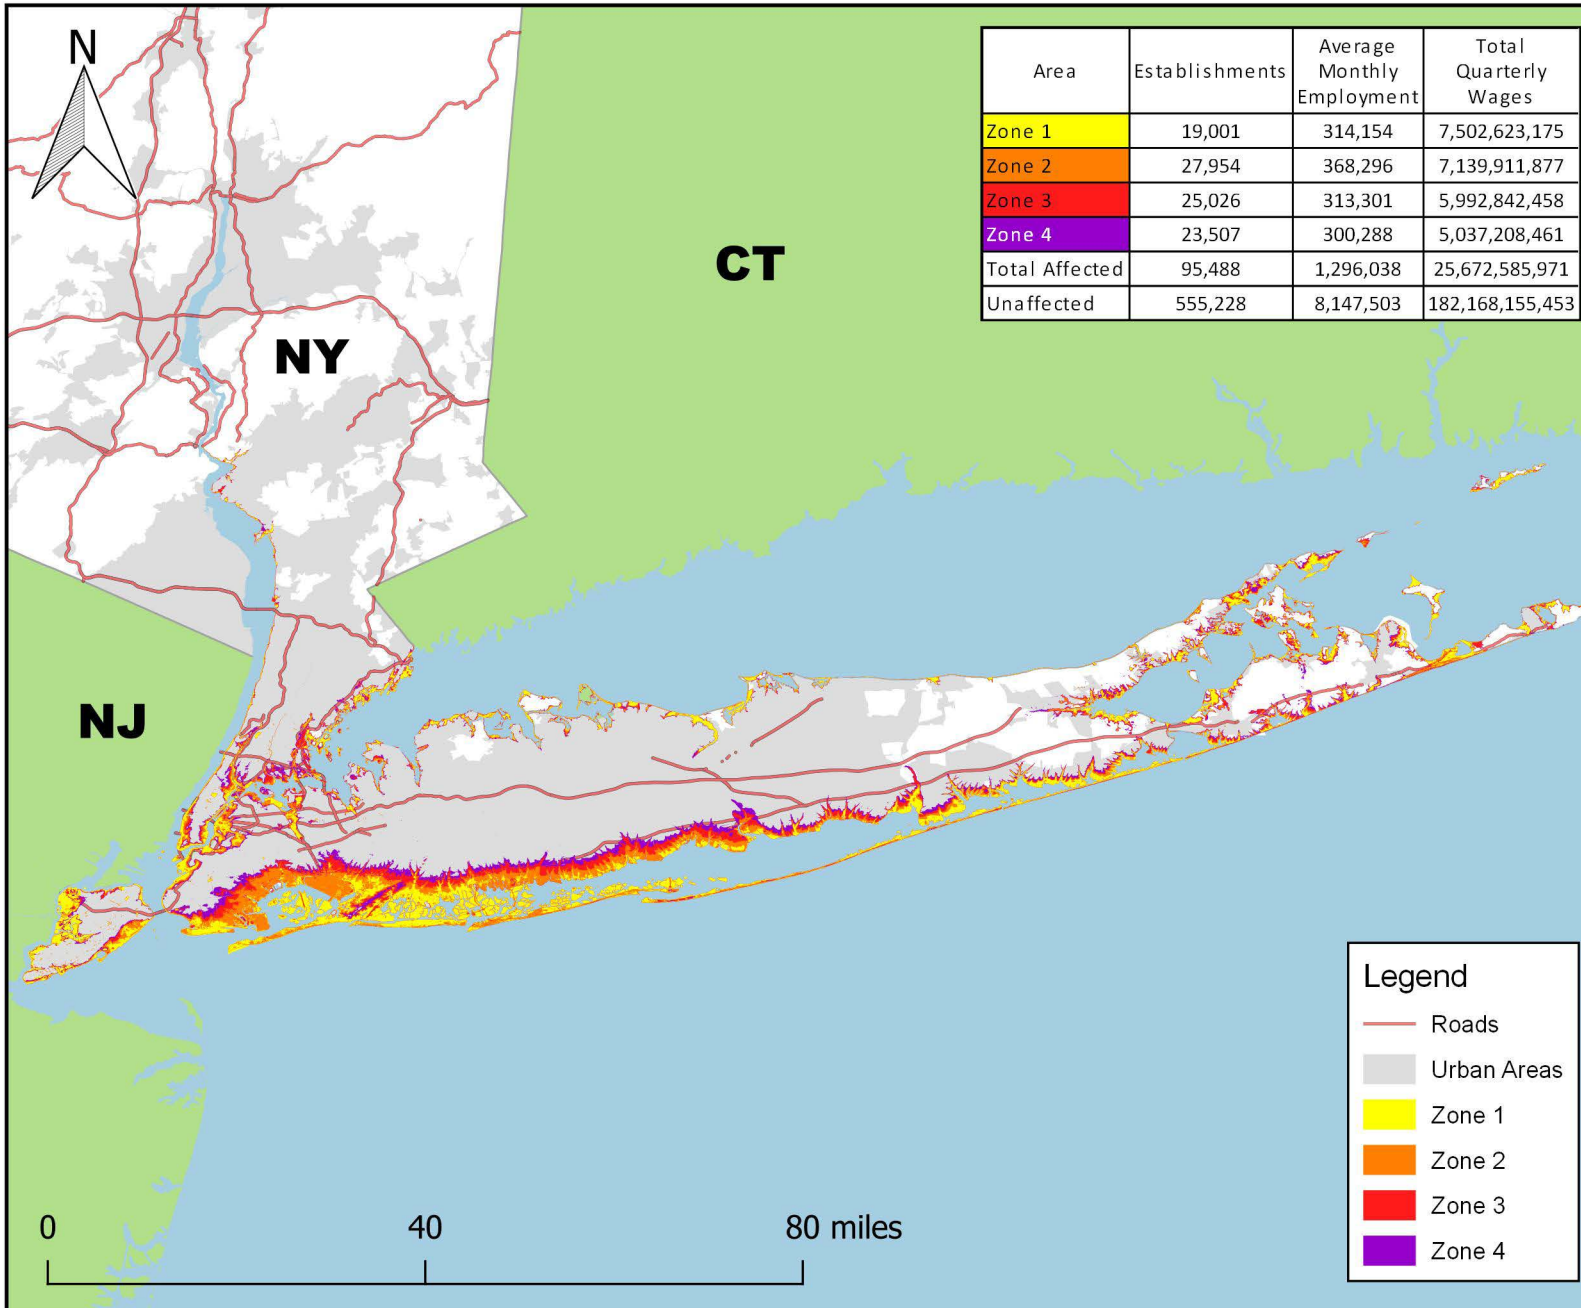 N
Area Establishments Average Monthly Employment Total Quarterly Wages
Zone 1 19,001 314,154 7,502,623,175
Zone 2 27,954 368,296 7,139,911,877
Zone 3 25,026 313,301 5,992,842,458
Zone 4 23,507 300,288 5,037,208,461
Total Affected 95,488 1,296,038 25,672,585,971
Unaffected 555,228 8,147,503 182,168,155,453
CT
NY
NJ
Legend
Roads
Urban Areas
Zone 1
Zone 2
Zone 3
Zone 4
0 40 80 miles